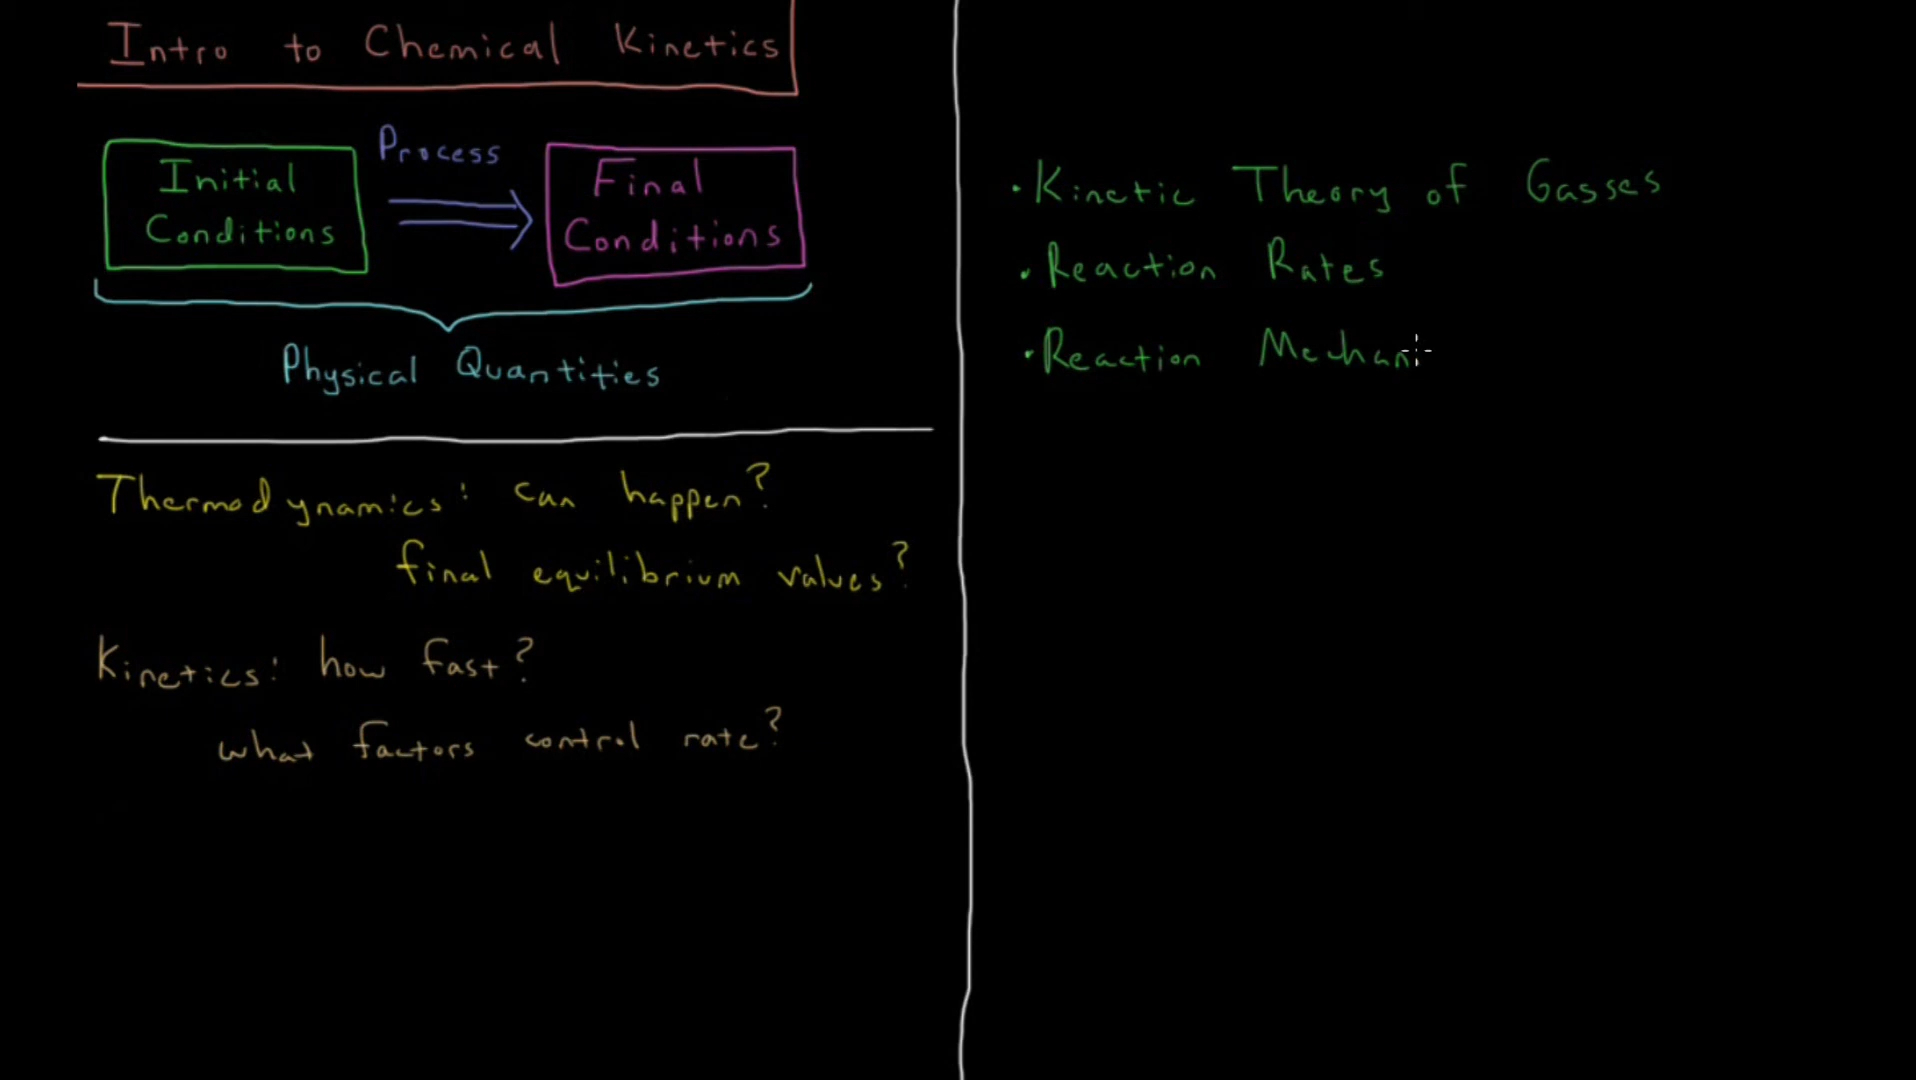 Intro to Chemical Kinetics
Process
Initial
Conditions
Final
Conditions
Physical Quantities
Thermodynamics: can happen?
final equilibrium values?
Kinetics: how fast?
what factors control rate?
• Kinetic Theory of Gasses
• Reaction Rates
• Reaction Mechan